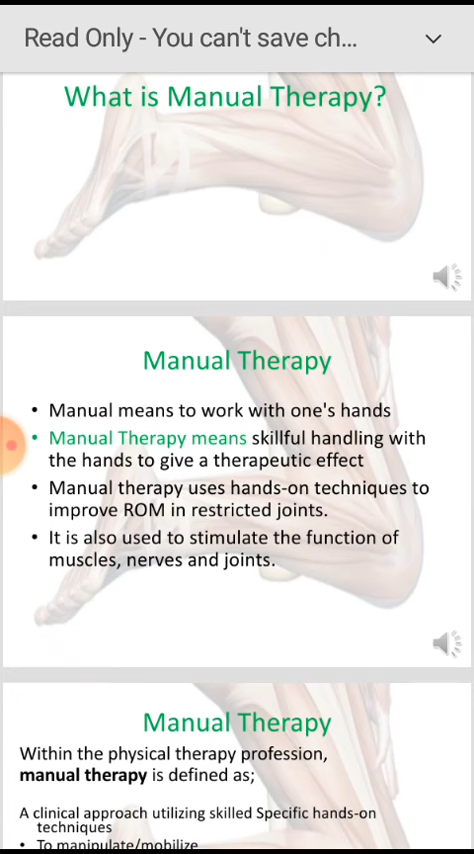 Read Only - You can't save ch...
What is Manual Therapy?
Manual Therapy
• Manual means to work with one's hands
• Manual Therapy means skillful handling with
the hands to give a therapeutic effect
• Manual therapy uses hands-on techniques to
improve ROM in restricted joints.
• It is also used to stimulate the function of
muscles, nerves and joints.
Manual Therapy
Within the physical therapy profession,
manual therapy is defined as;
A clinical approach utilizing skilled Specific hands-on
techniques
• To manipulate/mobilize